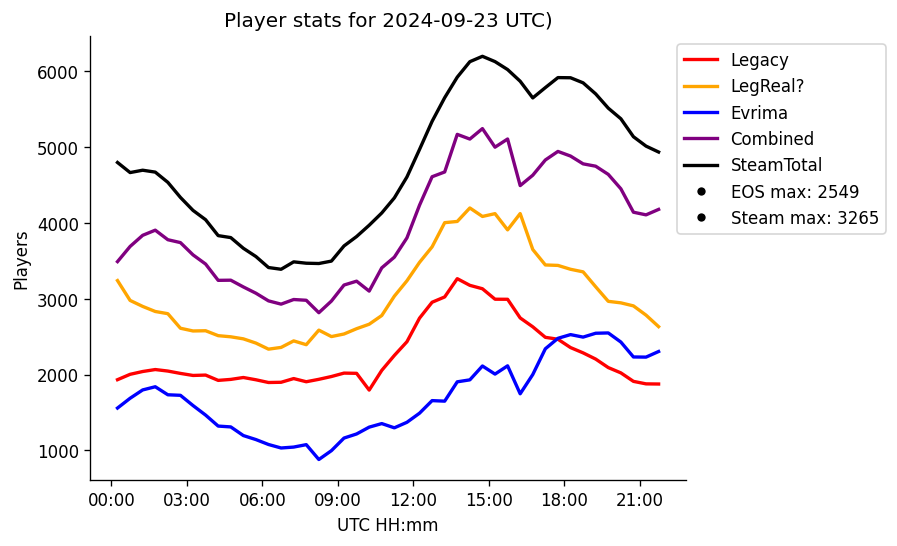 Player stats for 2024-09-23 UTC)
Legacy
LegReal?
Evrima
Combined
SteamTotal
EOS max: 2549
Steam max: 3265
Players
6000
5000
4000
3000
2000
1000
00:00 03:00 06:00 09:00 12:00 15:00 18:00 21:00
UTC HH:mm